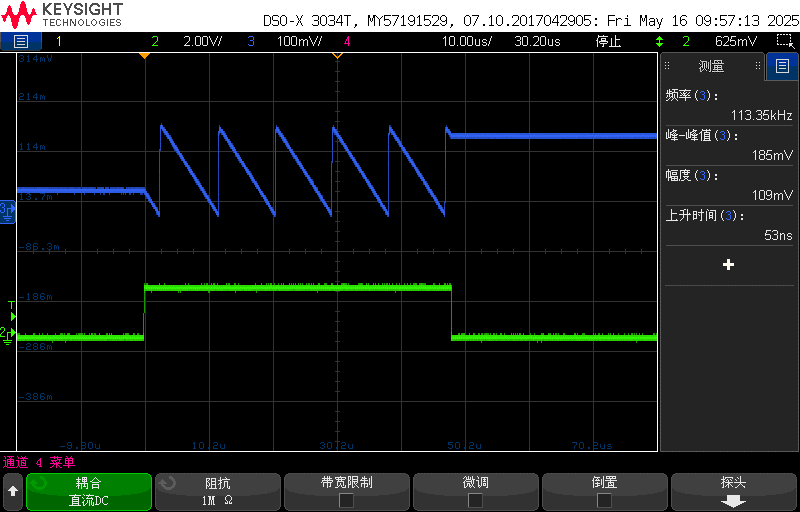 KEYSIGHT
TECHNOLOGIES
DSO-X 3034T, MY57191529, 07.10.2017042905: Fri May 16 09:57:13 2025
1 2 2.00V/ 3 100mV/ 4 10.00us/ 30.20us 停止 2 625mV
314mV
214m
114m
13.7m
-86.3m
-186m
-286m
-386m
3
T
2
-9.80u 10.2u 30.2u 50.2u 70.2u
测量
频率(3):
113.35kHz
峰-峰值(3):
185mV
幅度(3):
109mV
上升时间(3):
53ns
通道 4 菜单
耦合
直流DC
阻抗
1M Ω
带宽限制
微调
倒置
探头